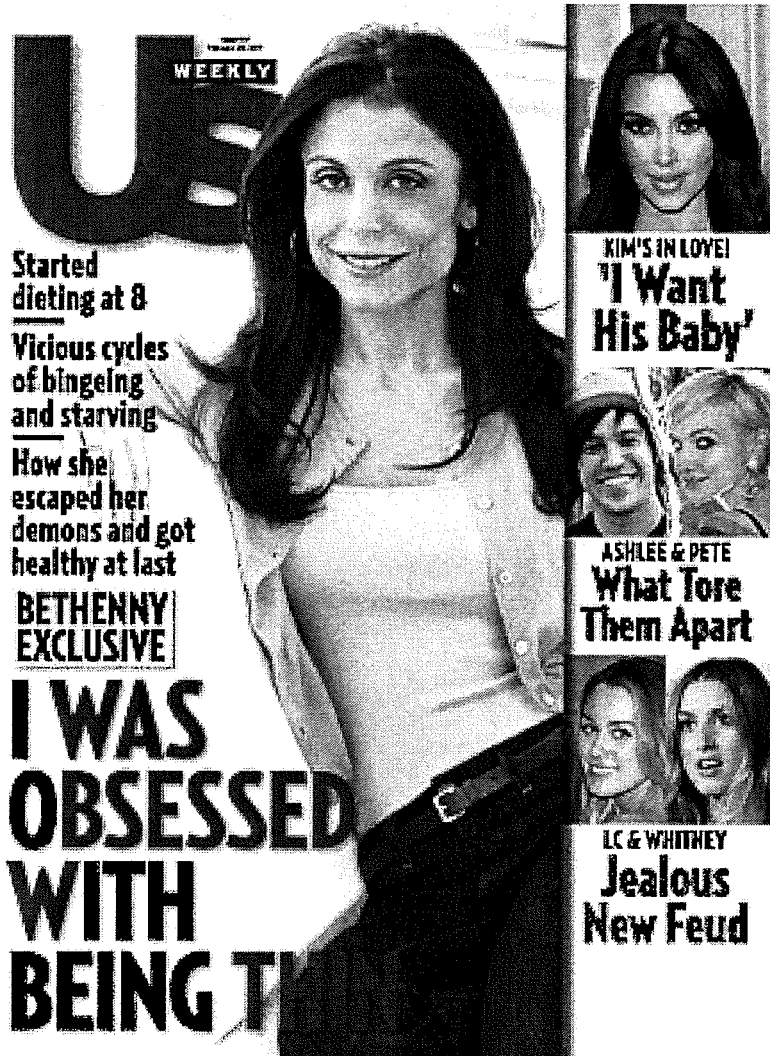 Us
WEEKLY
Started
dieting at 8
Vicious cycles
of bingeing
and starving
How she
escaped her
demons and got
healthy at last
BETHENNY
EXCLUSIVE
I WAS
OBSESSED
WITH
BEING THIN
KIM'S IN LOVE!
'I Want
His Baby'
ASHLEE & PETE
What Tore
Them Apart
LC & WHITNEY
Jealous
New Feud